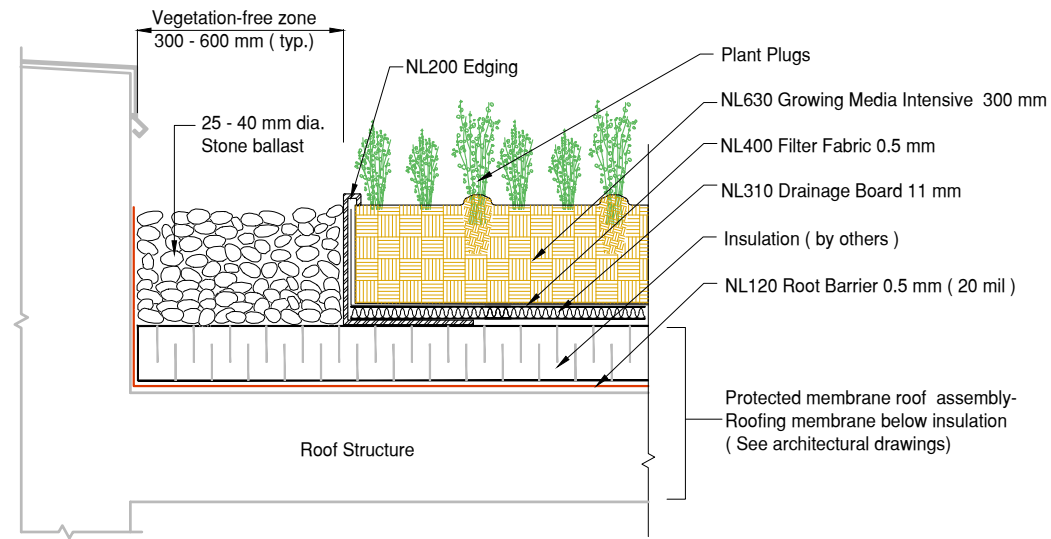 Vegetation-free zone
300 - 600 mm ( typ.)
NL200 Edging
25 - 40 mm dia.
Stone ballast
Plant Plugs
NL630 Growing Media Intensive  300 mm
NL400 Filter Fabric 0.5 mm
NL310 Drainage Board 11 mm
Insulation ( by others )
NL120 Root Barrier 0.5 mm ( 20 mil )
Protected membrane roof  assembly-
Roofing membrane below insulation
( See architectural drawings)
Roof Structure